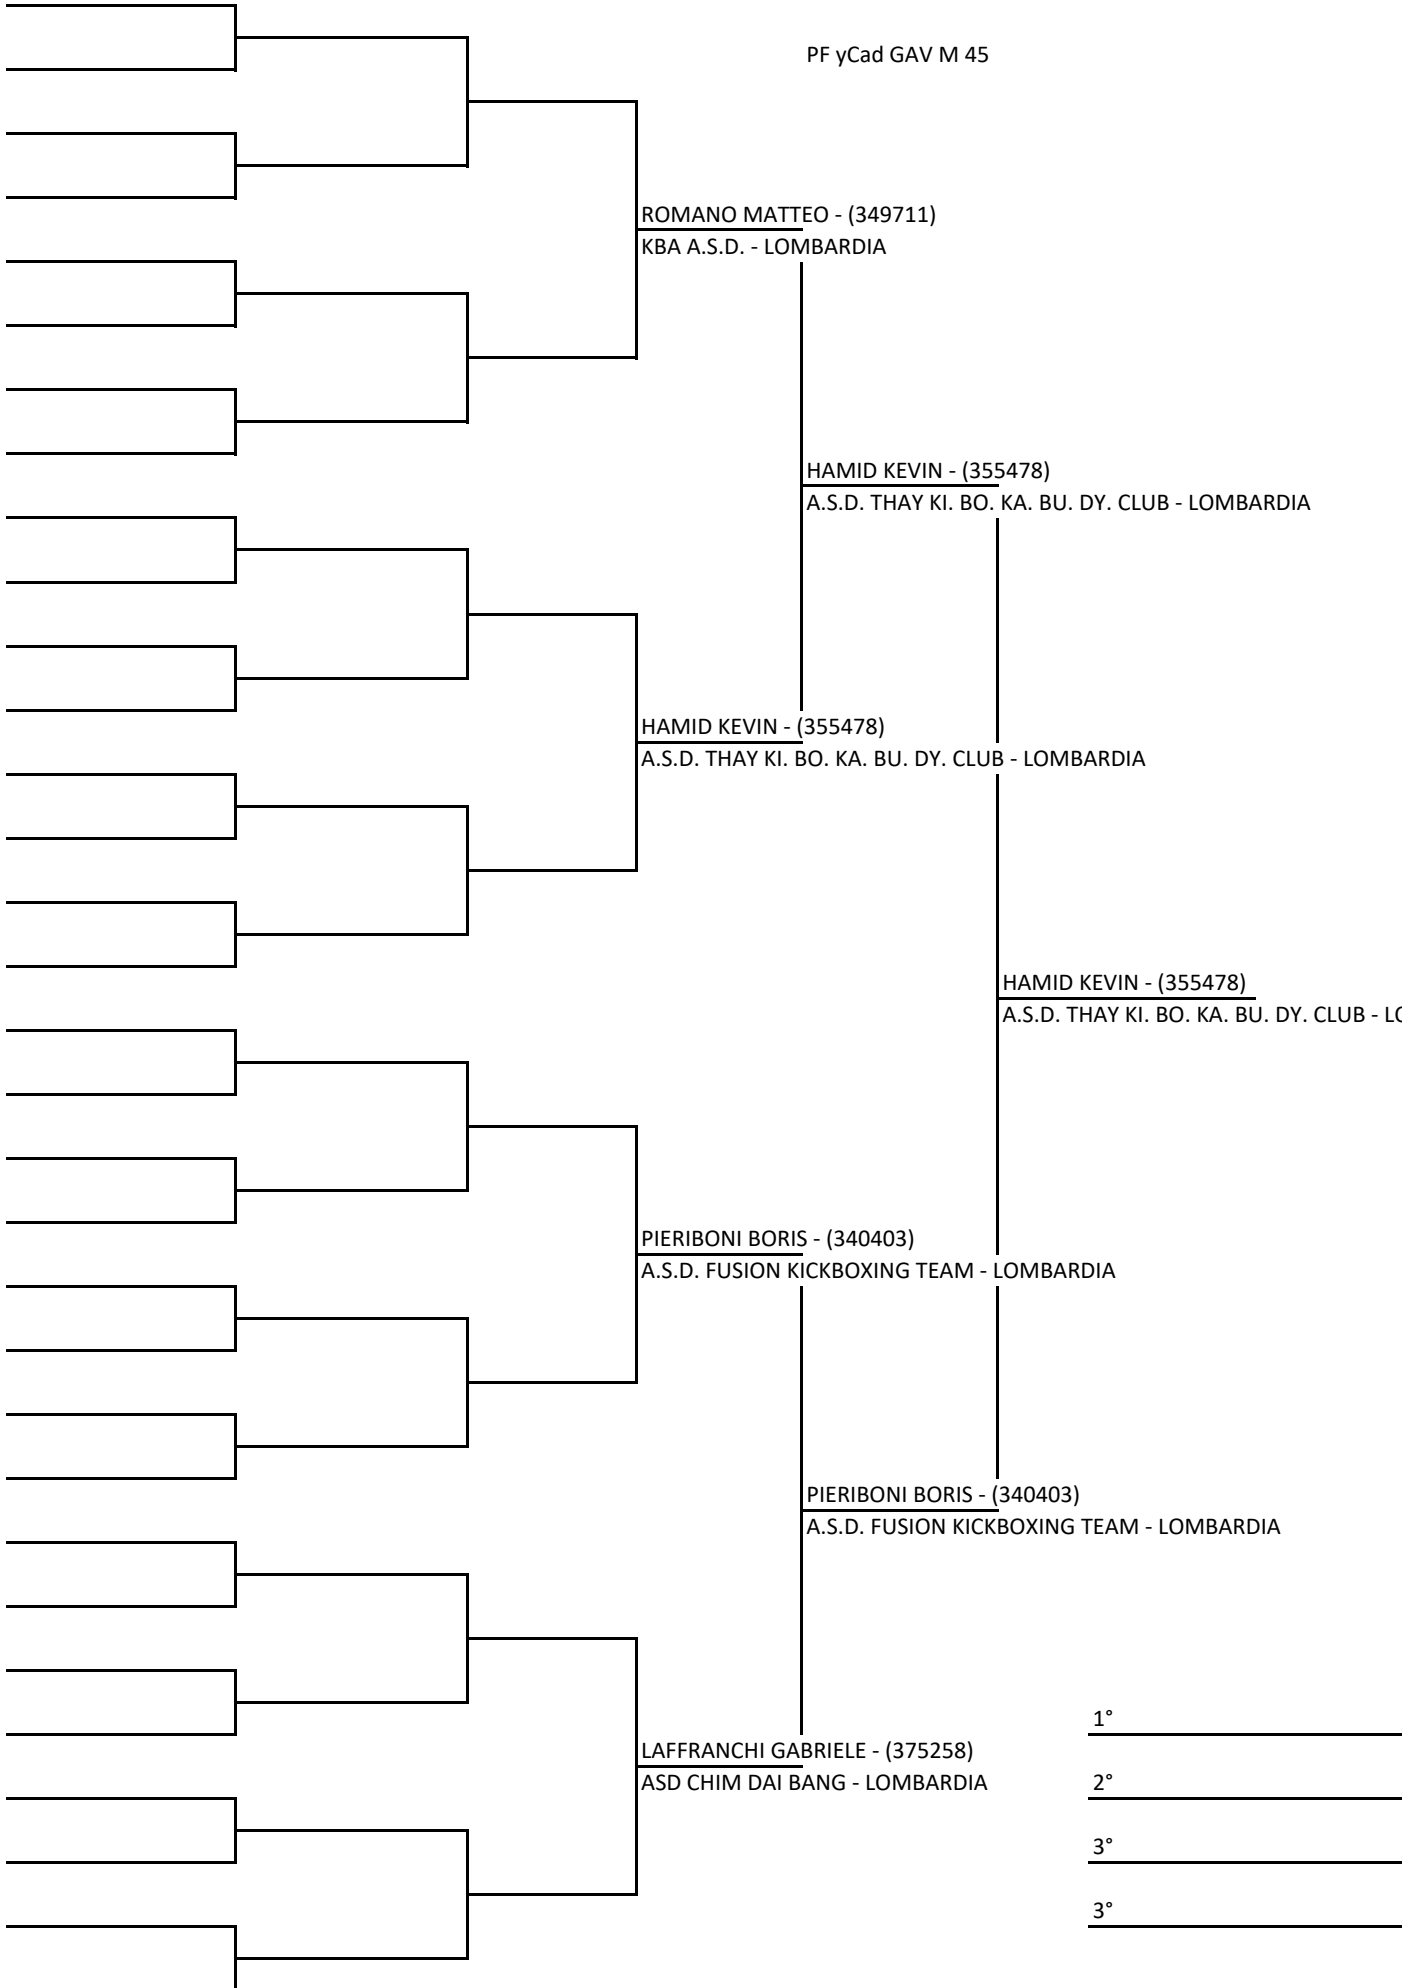 PF yCad GAV M 45
ROMANO MATTEO - (349711)
KBA A.S.D. - LOMBARDIA
HAMID KEVIN - (355478)
A.S.D. THAY KI. BO. KA. BU. DY. CLUB - LOMBARDIA
HAMID KEVIN - (355478)
A.S.D. THAY KI. BO. KA. BU. DY. CLUB - LOMBARDIA
HAMID KEVIN - (355478)
A.S.D. THAY KI. BO. KA. BU. DY. CLUB - LO
PIERIBONI BORIS - (340403)
A.S.D. FUSION KICKBOXING TEAM - LOMBARDIA
PIERIBONI BORIS - (340403)
A.S.D. FUSION KICKBOXING TEAM - LOMBARDIA
1°
LAFFRANCHI GABRIELE - (375258)
ASD CHIM DAI BANG - LOMBARDIA
2°
3°
3°